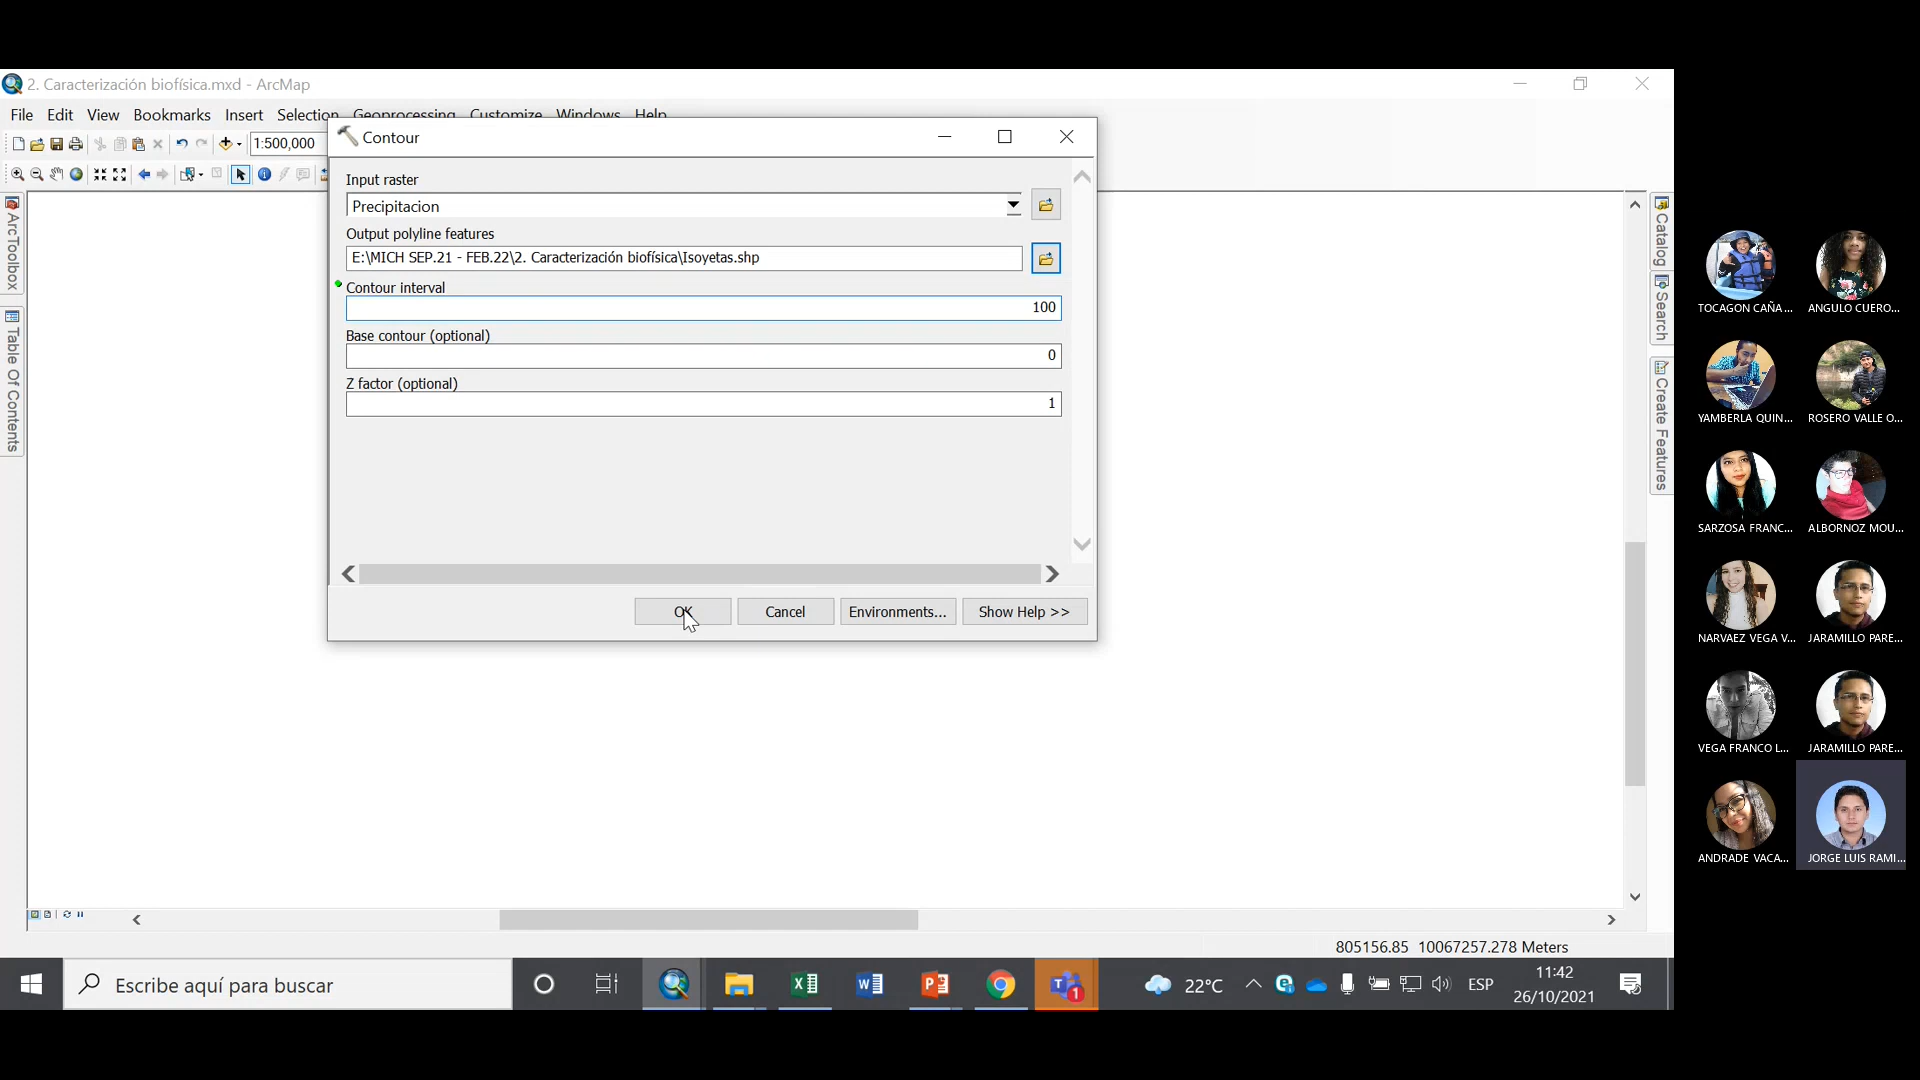 2. Caracterización biofísica.mxd - ArcMap
File Edit View Bookmarks Insert Selection Geoprocessing Customize Windows Help
1:500,000
Contour
Input raster
Precipitacion
Output polyline features
E:\MICH SEP.21 - FEB.22\2. Caracterización biofísica\Isoyetas.shp
Contour interval
100
Base contour (optional)
0
Z factor (optional)
1
OK Cancel Environments... Show Help >>
ArcToolbox
Table Of Contents
Catalog
Search
Create Features
805156.85 10067257.278 Meters
Escribe aquí para buscar
1
22°C
ESP
11:42
26/10/2021
TOCAGON CAÑA... ANGULO CUERO...
YAMBERLA QUIN... ROSERO VALLE O...
SARZOSA FRANC... ALBORNOZ MOU...
NARVAEZ VEGA V... JARAMILLO PARE...
VEGA FRANCO L... JARAMILLO PARE...
ANDRADE VACA... JORGE LUIS RAMI...